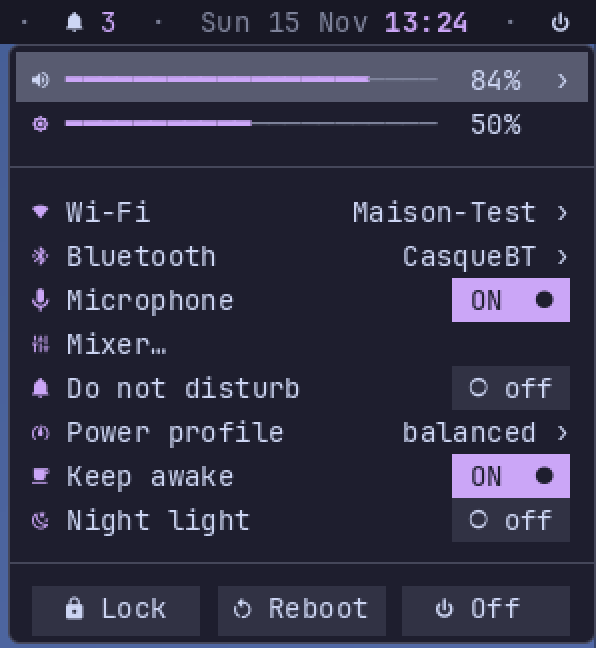 · 3 · Sun 15 Nov 13:24 ·
84% ›
50%
Wi-Fi Maison-Test ›
Bluetooth CasqueBT ›
Microphone ON
Mixer…
Do not disturb off
Power profile balanced ›
Keep awake ON
Night light off
Lock Reboot Off